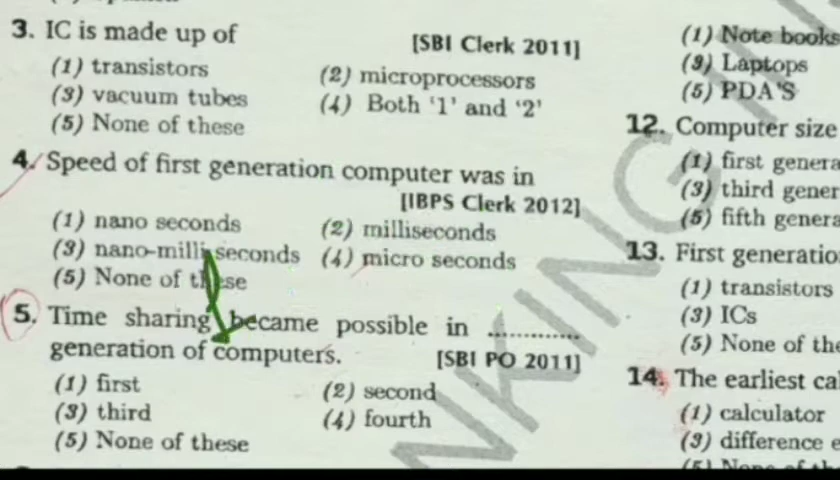 3. IC is made up of
[SBI Clerk 2011]
(1) transistors (2) microprocessors
(3) vacuum tubes (4) Both '1' and '2'
(5) None of these
4. Speed of first generation computer was in
[IBPS Clerk 2012]
(1) nano seconds (2) milliseconds
(3) nano-milli seconds (4) micro seconds
(5) None of these
5. Time sharing became possible in ............
generation of computers. [SBI PO 2011]
(1) first (2) second
(3) third (4) fourth
(5) None of these
(1) Note books
(3) Laptops
(5) PDA'S
12. Computer size
(1) first genera
(3) third gener
(5) fifth genera
13. First generatio
(1) transistors
(3) ICs
(5) None of the
14. The earliest cal
(1) calculator
(3) difference e
(5) None of th
NKING